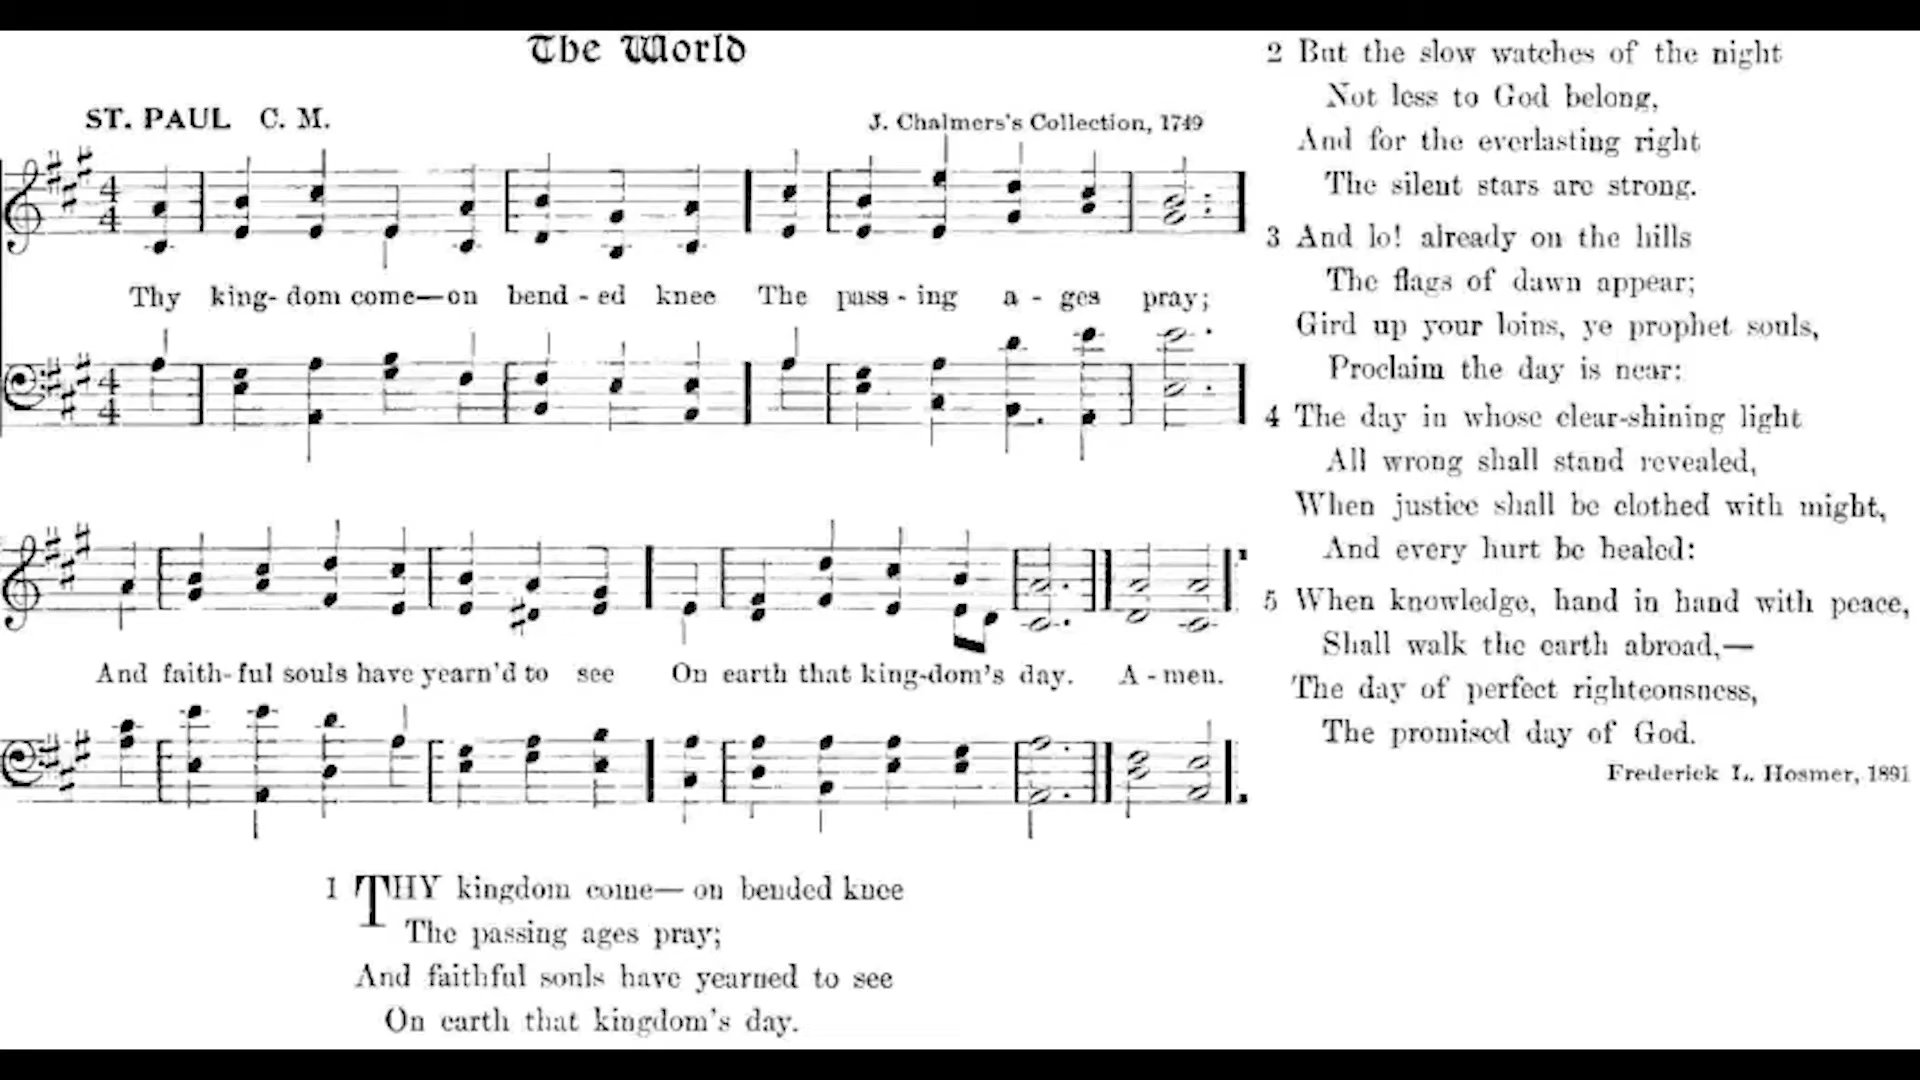 The World
ST. PAUL C. M.
J. Chalmers's Collection, 1749
4
4
Thy king- dom come—on bend - ed knee The pass - ing a - ges pray;
4
4
And faith- ful souls have yearn'd to see On earth that king-dom's day. A - men.
1 THY kingdom come— on bended knee
The passing ages pray;
And faithful souls have yearned to see
On earth that kingdom's day.
2 But the slow watches of the night
Not less to God belong,
And for the everlasting right
The silent stars are strong.
3 And lo! already on the hills
The flags of dawn appear;
Gird up your loins, ye prophet souls,
Proclaim the day is near:
4 The day in whose clear-shining light
All wrong shall stand revealed,
When justice shall be clothed with might,
And every hurt be healed:
5 When knowledge, hand in hand with peace,
Shall walk the earth abroad,—
The day of perfect righteousness,
The promised day of God.
Frederick L. Hosmer, 1891